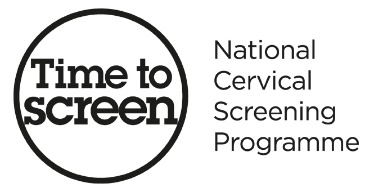 Time to
screen
National
Cervical
Screening
Programme